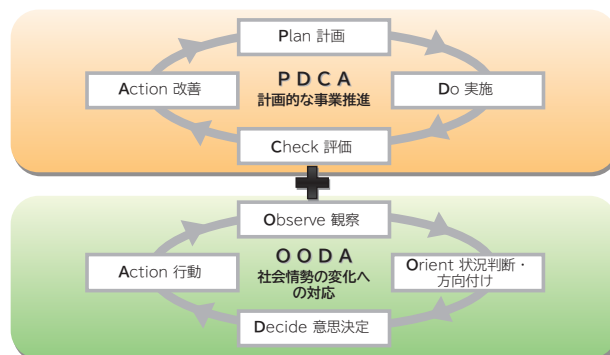 Plan 計画
Action 改善
PDCA
計画的な事業推進
Do 実施
Check 評価
Observe 観察
Action 行動
OODA
社会情勢の変化へ
の対応
Orient 状況判断・
方向付け
Decide 意思決定